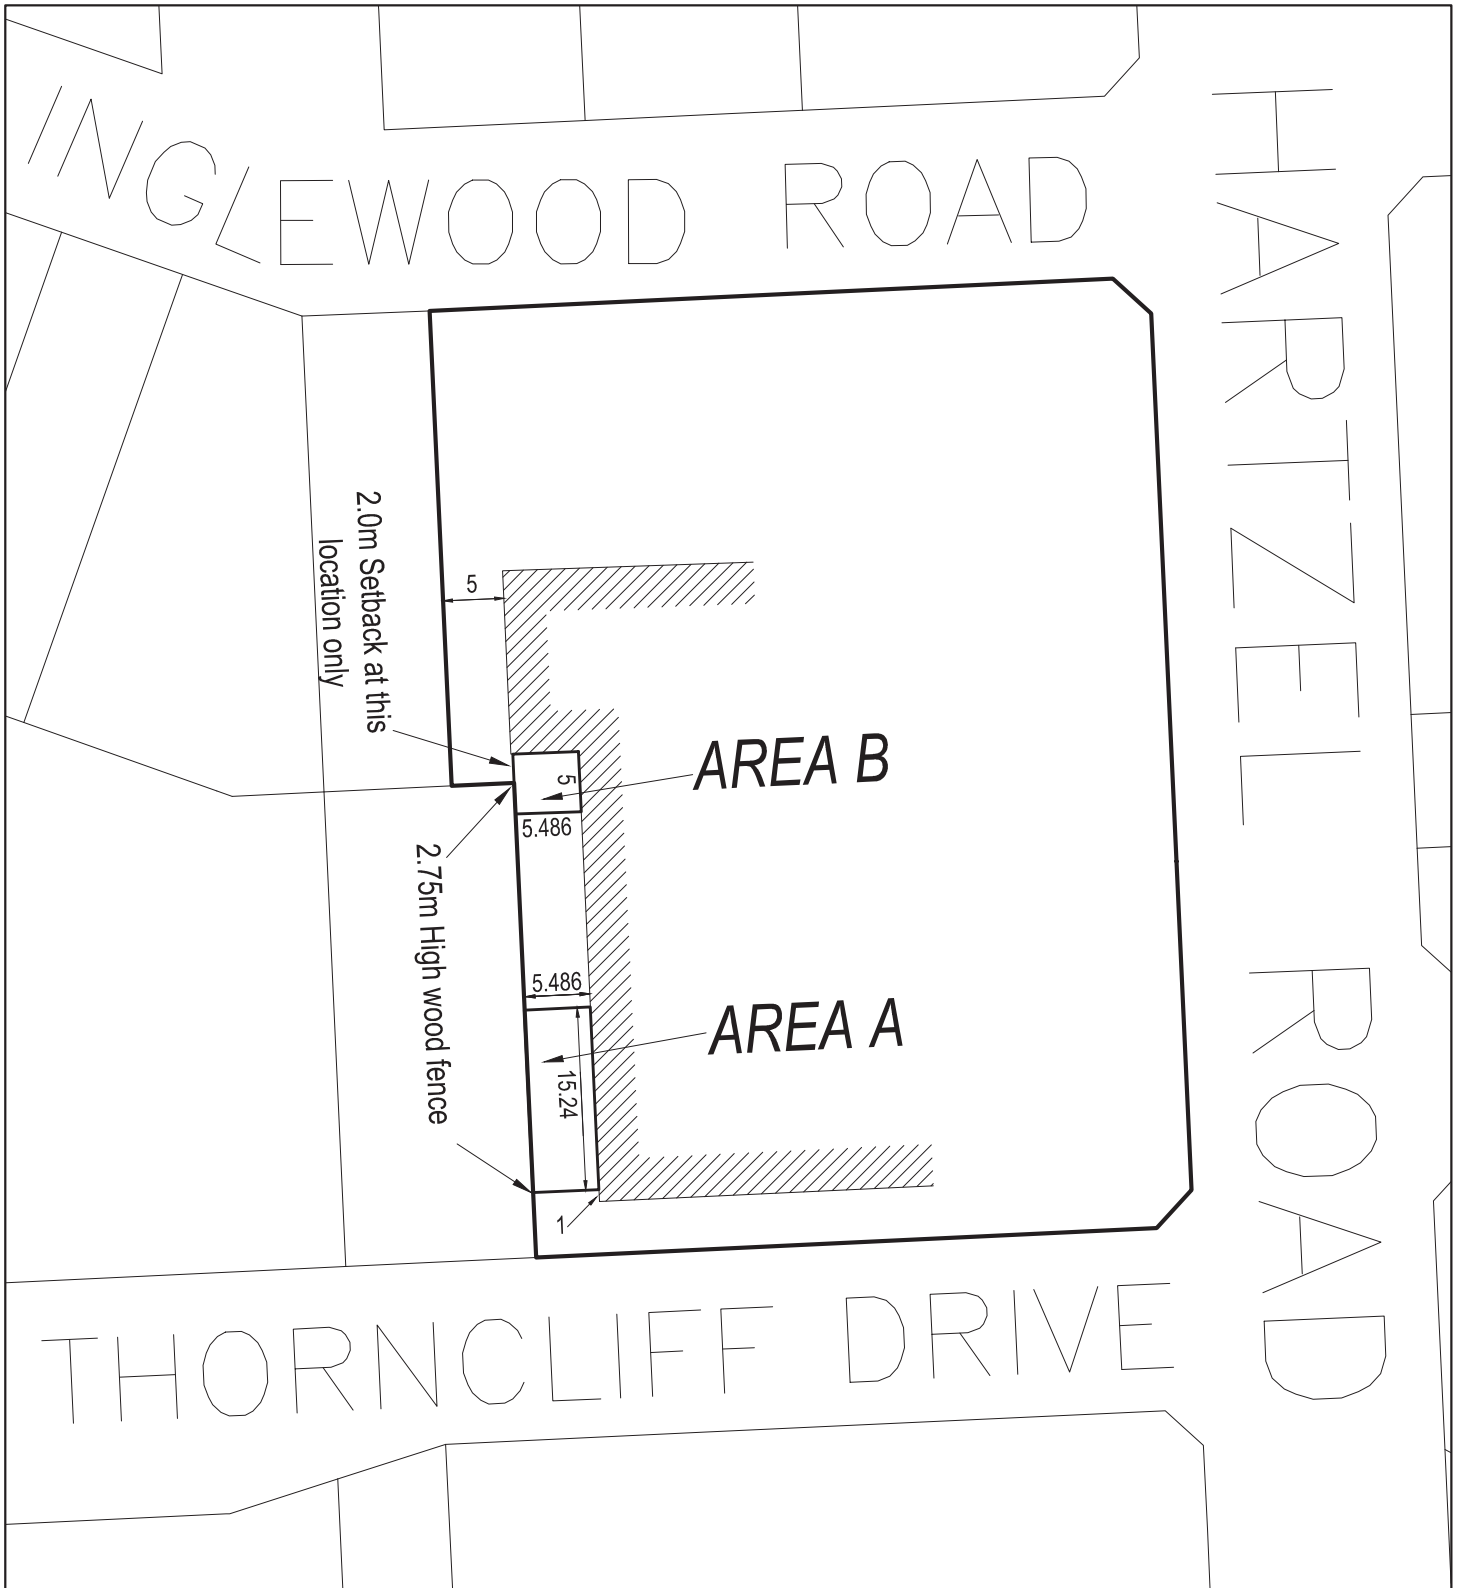 INGLEWOOD ROAD
HARTZEL ROAD
2.0m Setback at this
location only
5
AREA B
5
5.486
2.75m High wood fence
5.486
AREA A
15.24
1
THORNCLIFF DRIVE